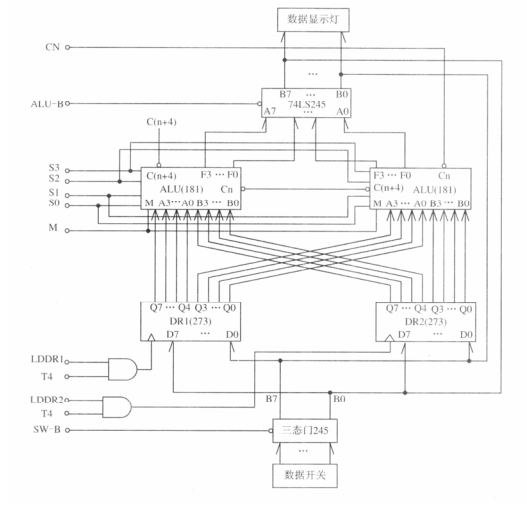 数据显示灯
CN
...
B7 ... B0
74LS245
A7 ... A0
ALU-B
C(n+4)
S3
S2
S1
S0
M
C(n+4) F3...F0
ALU(181) Cn
M A3...A0 B3...B0
F3...F0 Cn
C(n+4) ALU(181)
M A3...A0 B3...B0
Q7...Q4 Q3...Q0
DR1(273)
D7 ... D0
Q7...Q4 Q3...Q0
DR2(273)
D7 ... D0
LDDR1
T4
LDDR2
T4
B7 B0
SW-B
三态门245
...
数据开关